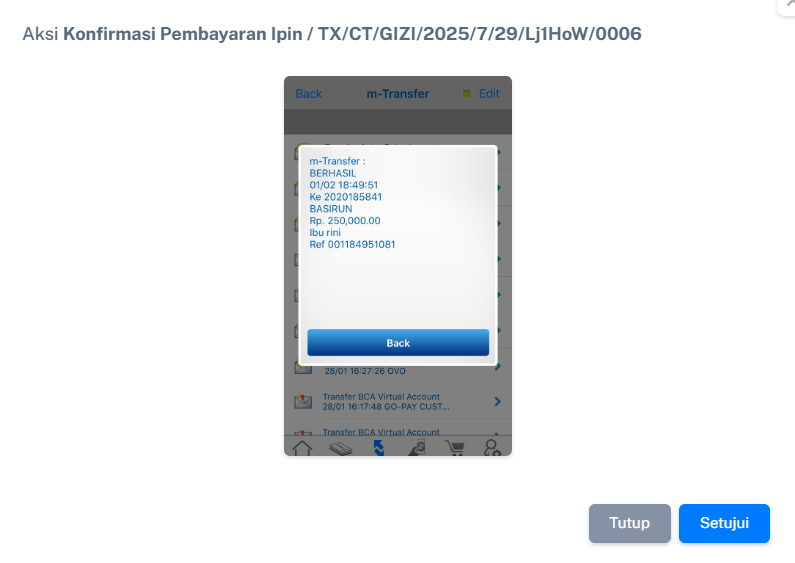 Aksi Konfirmasi Pembayaran Ipin / TX/CT/GIZI/2025/7/29/Lj1HoW/0006
Back m-Transfer Edit
m-Transfer :
BERHASIL
01/02 18:49:51
Ke 2020185841
BASIRUN
Rp. 250,000.00
Ibu rini
Ref 001184951081
Back
28/01 16:27:26 OVO
Transfer BCA Virtual Account
28/01 16:17:48 GO-PAY CUST...
Transfer BCA Virtual Account
Tutup Setujui